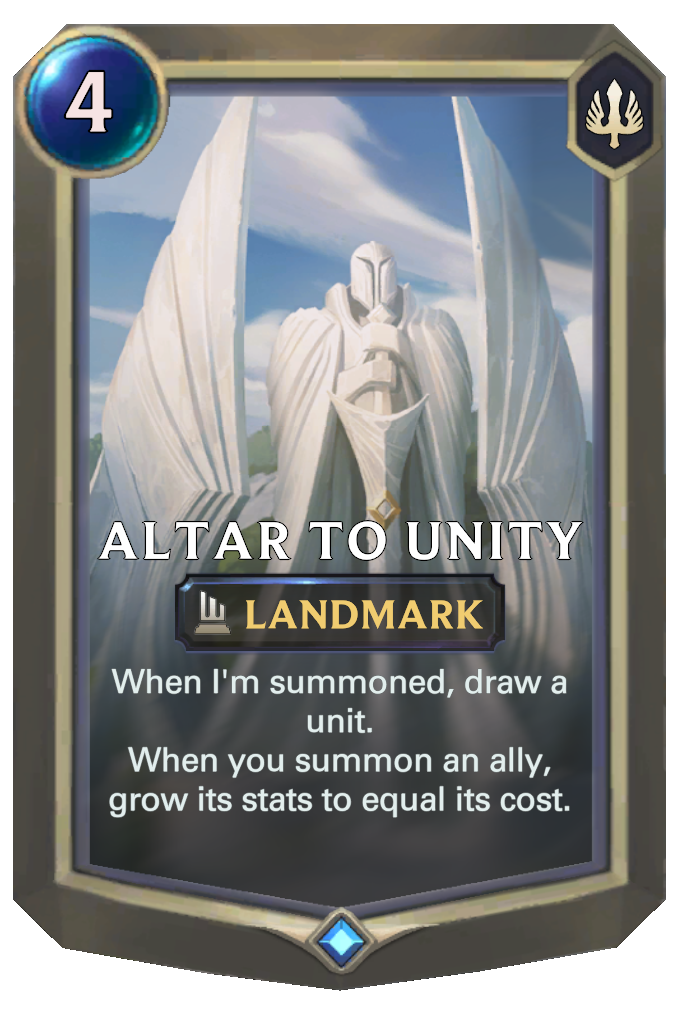 4
ALTAR TO UNITY
LANDMARK
When I'm summoned, draw a
unit.
When you summon an ally,
grow its stats to equal its cost.